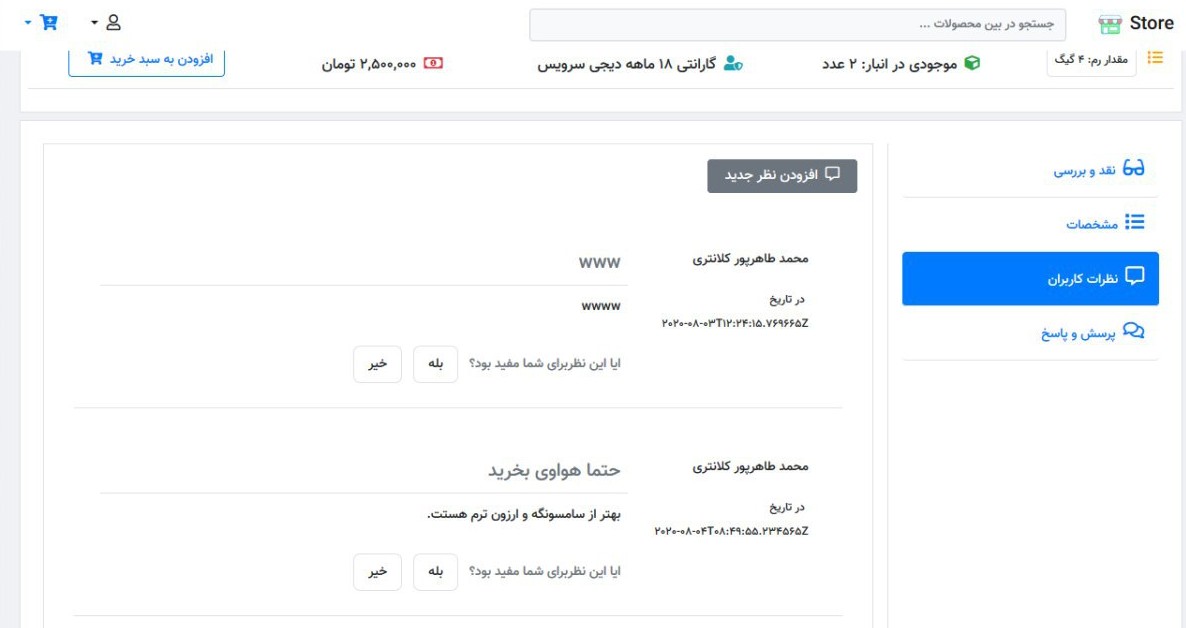 Store
جستجو در بین محصولات ...
مقدار رم: ۴ گیگ
موجودی در انبار: ۲ عدد
گارانتی ۱۸ ماهه دیجی سرویس
۲,۵۰۰,۰۰۰ تومان
افزودن به سبد خرید
نقد و بررسی
مشخصات
نظرات کاربران
پرسش و پاسخ
افزودن نظر جدید
محمد طاهرپور کلانتری
www
در تاریخ
۲۰۲۰-۰۸-۰۳T۱۲:۲۴:۱۵.۷۶۹۶۶۵Z
wwww
ایا این نظربرای شما مفید بود؟ بله خیر
محمد طاهرپور کلانتری
حتما هواوی بخرید
در تاریخ
۲۰۲۰-۰۸-۰۴T۰۸:۴۹:۵۵.۲۳۴۵۶۵Z
بهتر از سامسونگه و ارزون ترم هستت.
ایا این نظربرای شما مفید بود؟ بله خیر